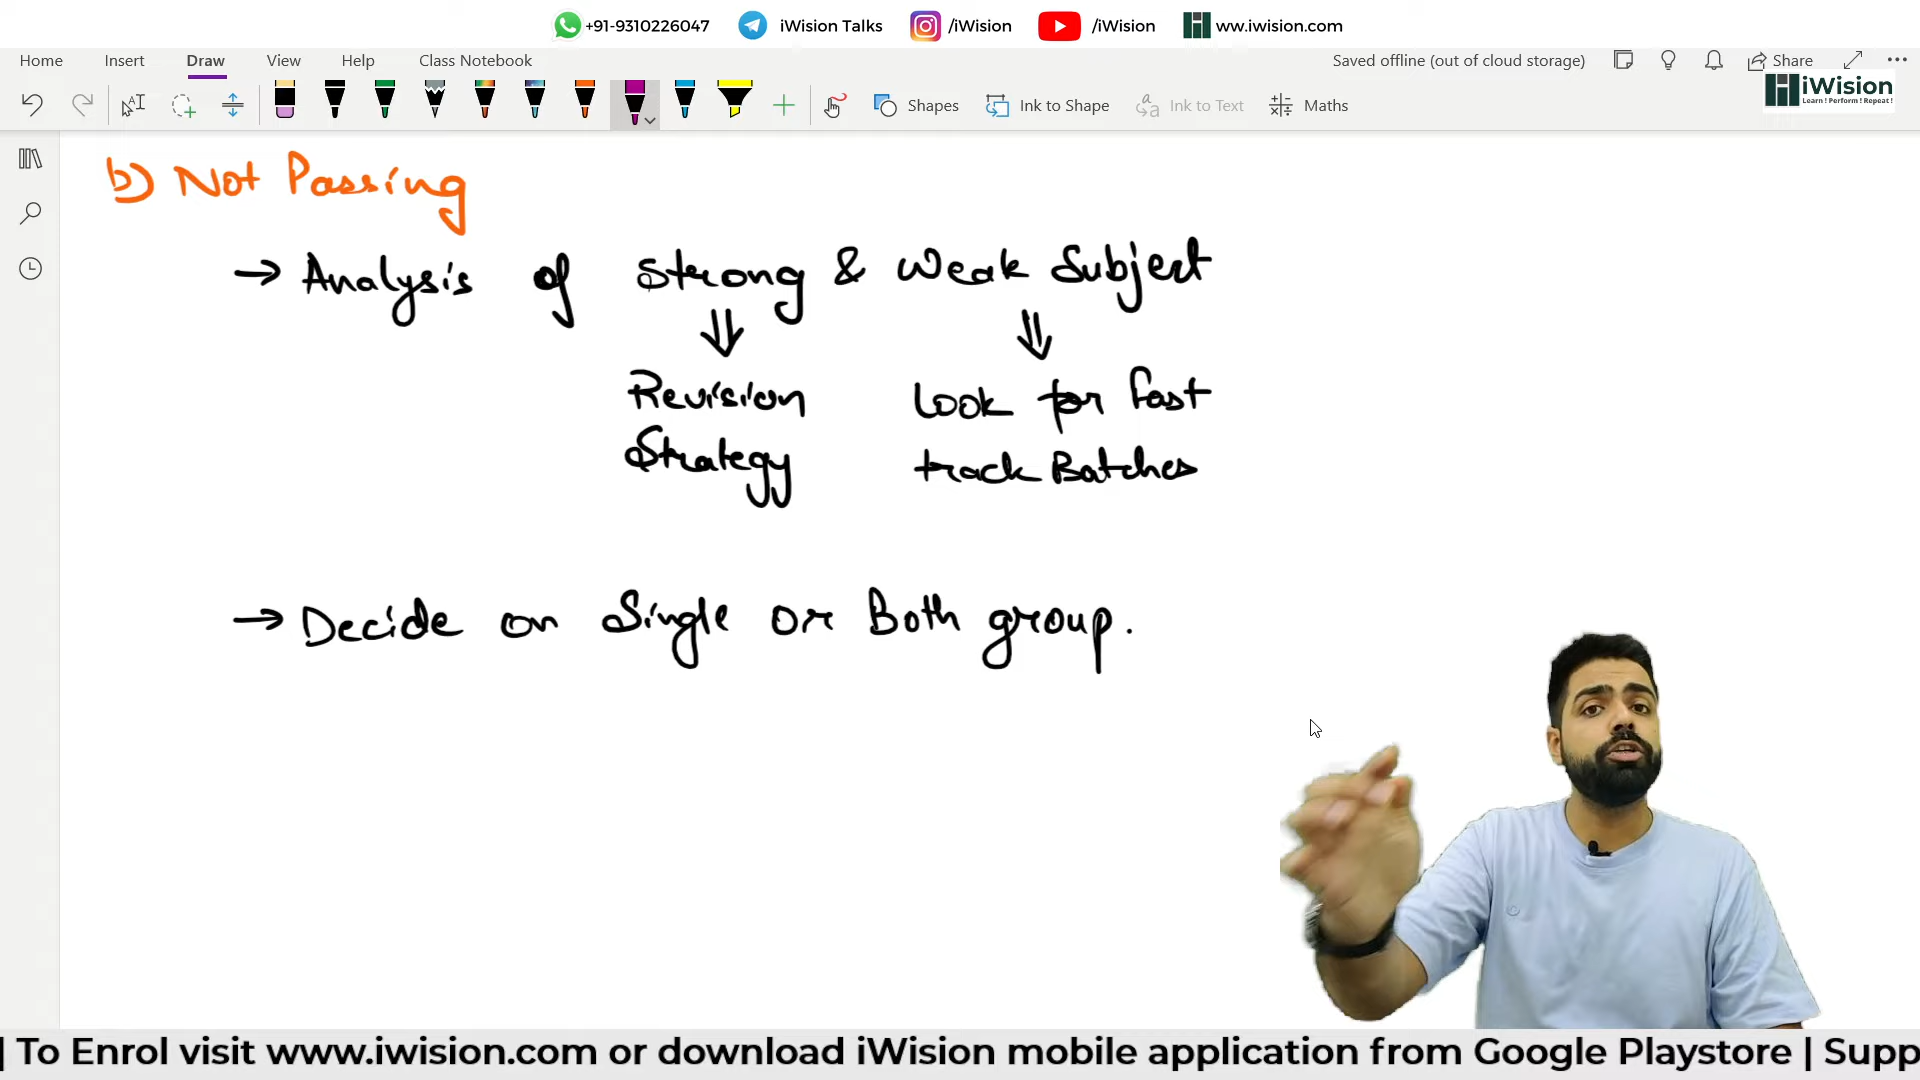 +91-9310226047 iWision Talks /iWision /iWision ww.iwision.com
Home Insert Draw View Help Class Notebook Saved offline (out of cloud storage) Share
Shapes Ink to Shape Ink to Text Maths
iWision
Learn ! Perform ! Repeat !
b) Not Passing
→ Analysis of Strong & Weak Subject
⇓ ⇓
Revision Look for fast
Strategy track Batches
→ Decide on Single or Both group.
| To Enrol visit www.iwision.com or download iWision mobile application from Google Playstore | Supp